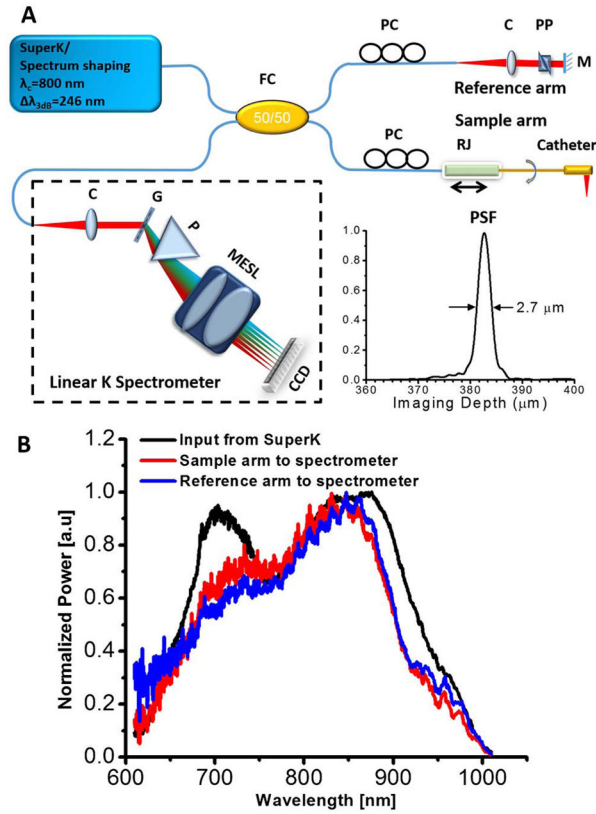 A
SuperK/
Spectrum shaping
λc=800 nm
Δλ3dB=246 nm
FC
50/50
PC
C
PP
M
Reference arm
Sample arm
PC
RJ
Catheter
C
G
P
MESL
CCD
Linear K Spectrometer
PSF
2.7 μm
1.0
0.8
0.6
0.4
0.2
0.0
360
380
400
Imaging Depth (μm)
B
Input from SuperK
Sample arm to spectrometer
Reference arm to spectrometer
Normalized Power [a.u]
1.2
1.0
0.8
0.6
0.4
0.2
0.0
600
700
800
900
1000
Wavelength [nm]